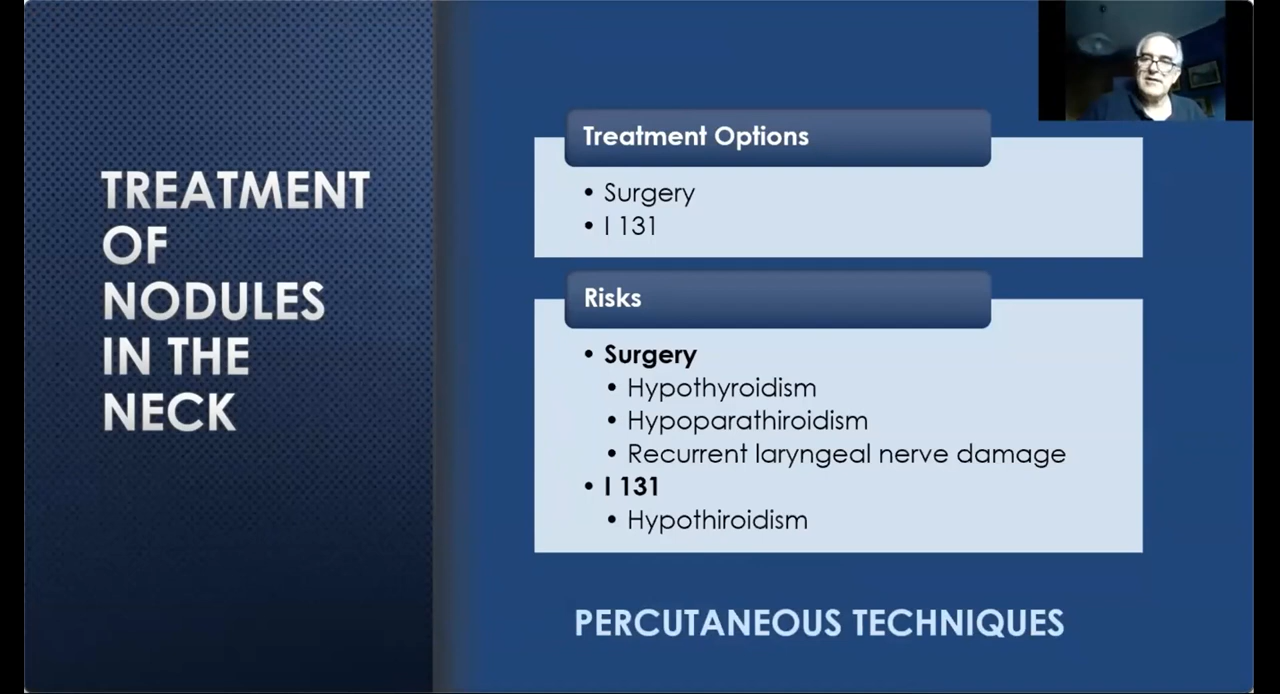 TREATMENT
OF
NODULES
IN THE
NECK
Treatment Options
• Surgery
• I 131
Risks
• Surgery
• Hypothyroidism
• Hypoparathiroidism
• Recurrent laryngeal nerve damage
• I 131
• Hypothiroidism
PERCUTANEOUS TECHNIQUES